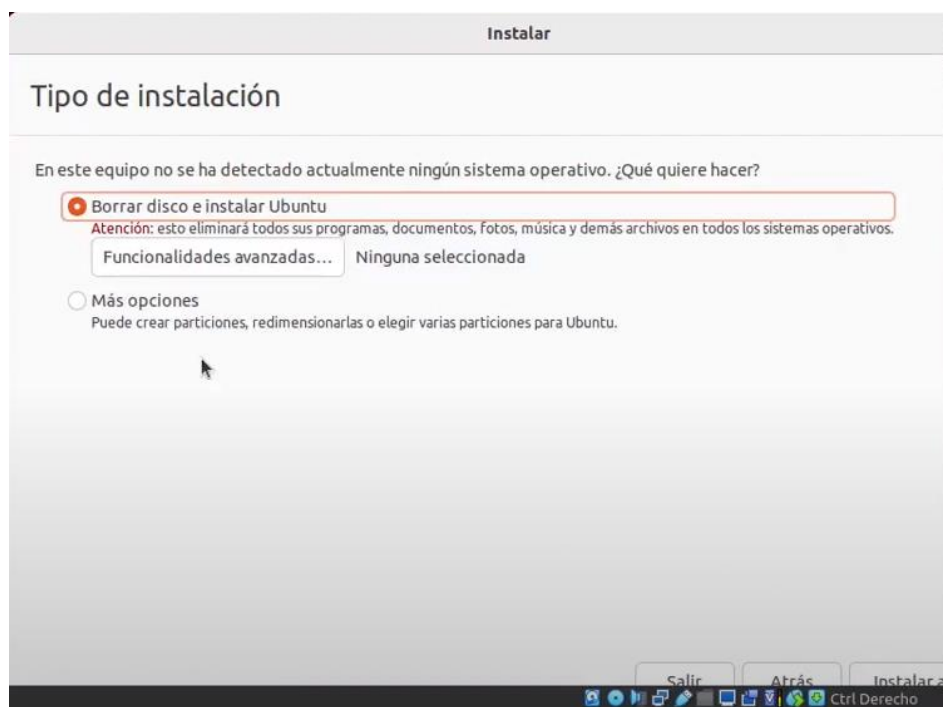 Instalar
Tipo de instalación
En este equipo no se ha detectado actualmente ningún sistema operativo. ¿Qué quiere hacer?
Borrar disco e instalar Ubuntu
Atención: esto eliminará todos sus programas, documentos, fotos, música y demás archivos en todos los sistemas operativos.
Funcionalidades avanzadas... Ninguna seleccionada
Más opciones
Puede crear particiones, redimensionarlas o elegir varias particiones para Ubuntu.
Salir Atrás Instalar a
Ctrl Derecho